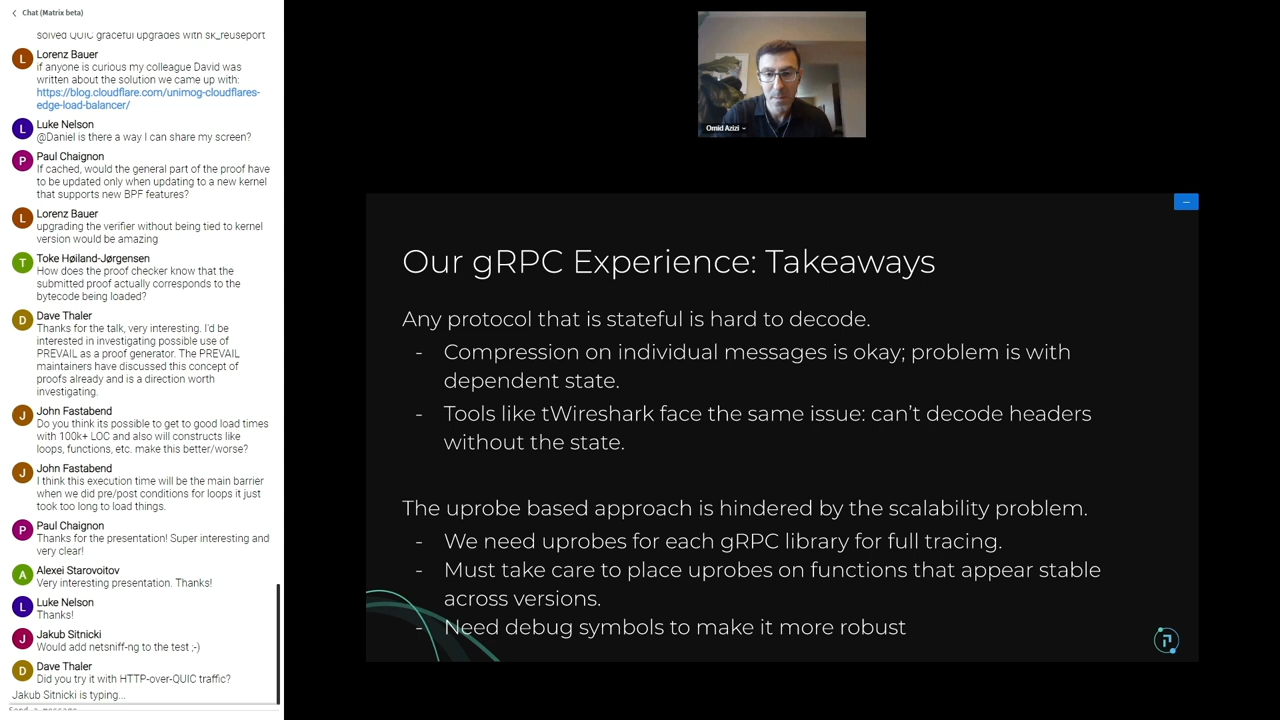 Chat (Matrix beta)
solved QUIC graceful upgrades with sk_reuseport
Lorenz Bauer
L
if anyone is curious my colleague David was
written about the solution we came up with:
https://blog.cloudflare.com/unimog-cloudflares-
edge-load-balancer/
Luke Nelson
L
@Daniel is there a way I can share my screen?
Paul Chaignon
P
If cached, would the general part of the proof have
to be updated only when updating to a new kernel
that supports new BPF features?
Lorenz Bauer
L
upgrading the verifier without being tied to kernel
version would be amazing
Toke Høiland-Jørgensen
T
How does the proof checker know that the
submitted proof actually corresponds to the
bytecode being loaded?
Dave Thaler
D
Thanks for the talk, very interesting. I'd be
interested in investigating possible use of
PREVAIL as a proof generator. The PREVAIL
maintainers have discussed this concept of
proofs already and is a direction worth
investigating.
John Fastabend
J
Do you think its possible to get to good load times
with 100k+ LOC and also will constructs like
loops, functions, etc. make this better/worse?
John Fastabend
J
I think this execution time will be the main barrier
when we did pre/post conditions for loops it just
took too long to load things.
Paul Chaignon
P
Thanks for the presentation! Super interesting and
very clear!
Alexei Starovoitov
A
Very interesting presentation. Thanks!
Luke Nelson
L
Thanks!
Jakub Sitnicki
J
Would add netsniff-ng to the test ;-)
Dave Thaler
D
Did you try it with HTTP-over-QUIC traffic?
Jakub Sitnicki is typing...
Send a message
Omid Azizi
Our gRPC Experience: Takeaways
Any protocol that is stateful is hard to decode.
- Compression on individual messages is okay; problem is with
dependent state.
- Tools like tWireshark face the same issue: can't decode headers
without the state.
The uprobe based approach is hindered by the scalability problem.
- We need uprobes for each gRPC library for full tracing.
- Must take care to place uprobes on functions that appear stable
across versions.
- Need debug symbols to make it more robust